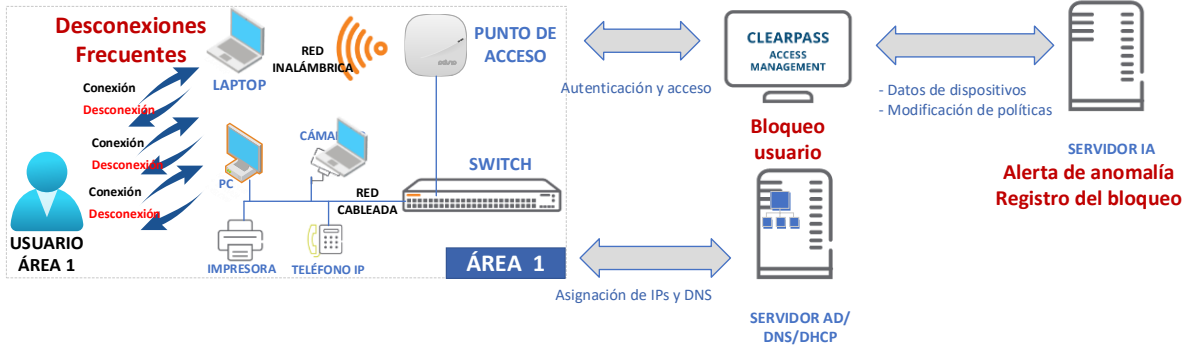 Desconexiones
Frecuentes
Conexión
Desconexión
Conexión
Desconexión
Conexión
Desconexión
USUARIO
ÁREA 1
LAPTOP
RED
INALÁMBRICA
PUNTO DE
ACCESO
PC
CÁMA
SWITCH
RED
CABLEADA
IMPRESORA
TELÉFONO IP
ÁREA 1
Autenticación y acceso
Asignación de IPs y DNS
CLEARPASS
ACCESS
MANAGEMENT
Bloqueo
usuario
SERVIDOR AD/
DNS/DHCP
- Datos de dispositivos
- Modificación de políticas
SERVIDOR IA
Alerta de anomalía
Registro del bloqueo